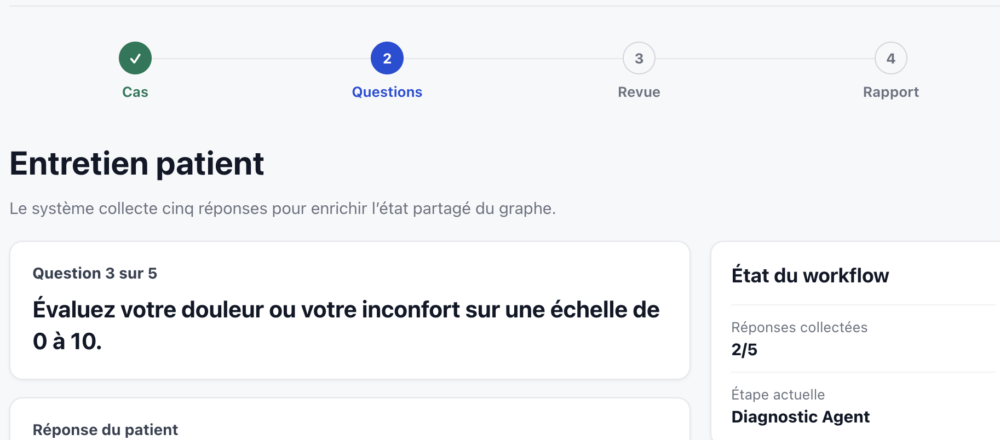 2
3
4
Cas
Questions
Revue
Rapport
Entretien patient
Le système collecte cinq réponses pour enrichir l’état partagé du graphe.
Question 3 sur 5
Évaluez votre douleur ou votre inconfort sur une échelle de
0 à 10.
Réponse du patient
État du workflow
Réponses collectées
2/5
Étape actuelle
Diagnostic Agent